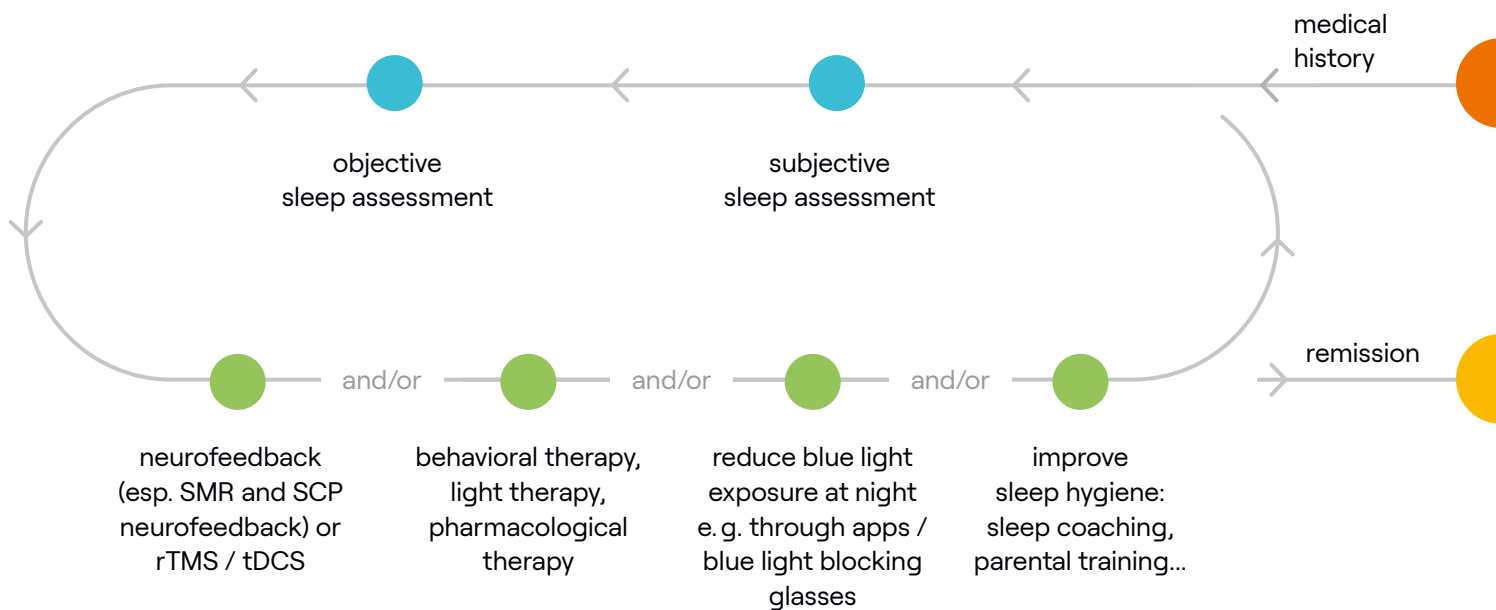 medical
history
objective
sleep assessment
subjective
sleep assessment
remission
and/or
and/or
and/or
neurofeedback
(esp. SMR and SCP
neurofeedback) or
rTMS / tDCS
behavioral therapy,
light therapy,
pharmacological
therapy
reduce blue light
exposure at night
e. g. through apps /
blue light blocking
glasses
improve
sleep hygiene:
sleep coaching,
parental training...